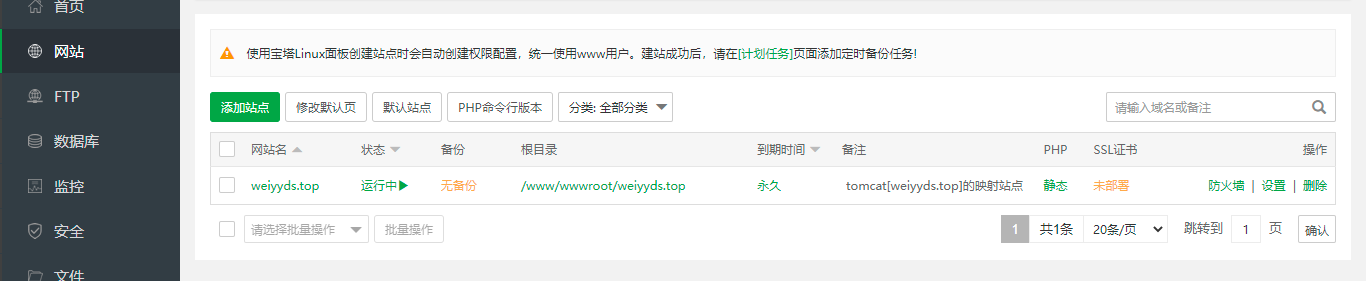 首页
网站
FTP
数据库
监控
安全
文件
使用宝塔Linux面板创建站点时会自动创建权限配置，统一使用www用户。建站成功后，请在[计划任务]页面添加定时备份任务!
添加站点 修改默认页 默认站点 PHP命令行版本 分类: 全部分类 请输入域名或备注
网站名 状态 备份 根目录 到期时间 备注 PHP SSL证书 操作
weiyyds.top 运行中 无备份 /www/wwwroot/weiyyds.top 永久 tomcat[weiyyds.top]的映射站点 静态 未部署 防火墙 | 设置 | 删除
请选择批量操作 批量操作 1 共1条 20条/页 跳转到 1 页 确认